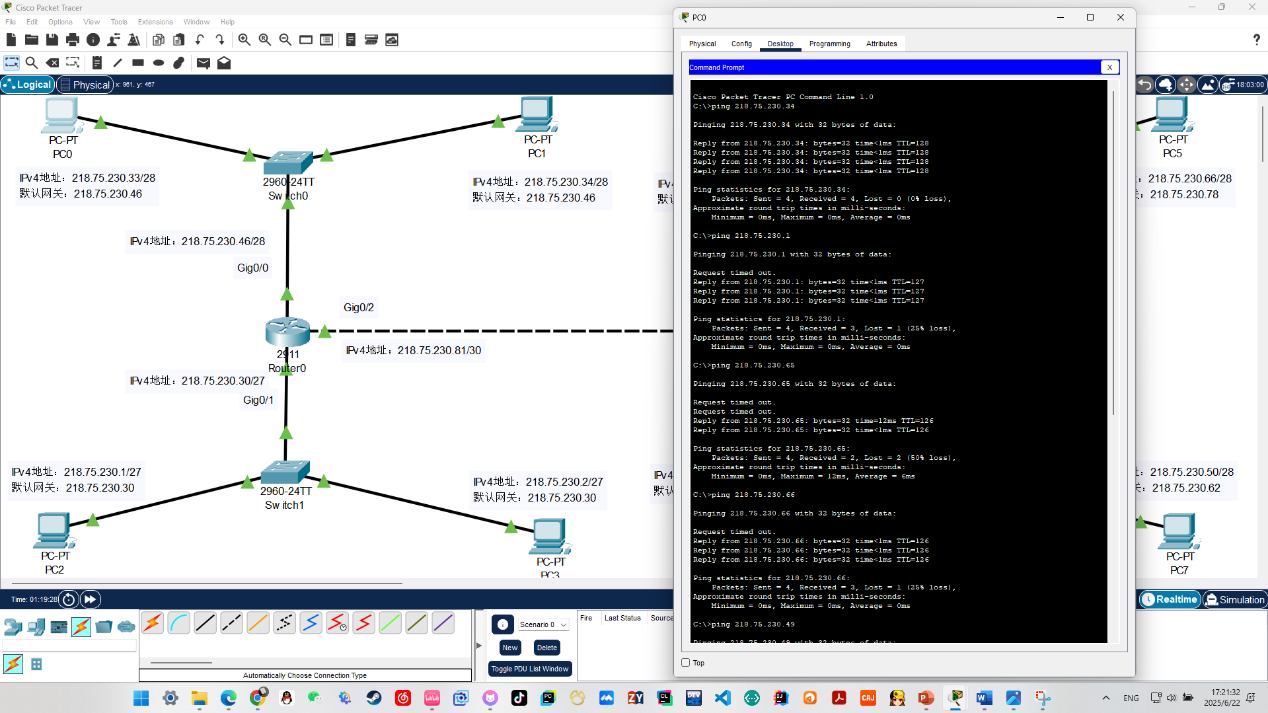 Cisco Packet Tracer
File Edit Options View Tools Extensions Window Help
Logical Physical x: 961, y: 467
18:03:00
PC-PT
PC0
IPv4地址：218.75.230.33/28
默认网关：218.75.230.46
PC-PT
PC1
IPv4地址：218.75.230.34/28
默认网关：218.75.230.46
2960-24TT
Switch0
IPv4地址：218.75.230.46/28
Gig0/0
Gig0/2
2911
Router0
IPv4地址：218.75.230.81/30
IPv4地址：218.75.230.30/27
Gig0/1
IPv4地址：218.75.230.1/27
默认网关：218.75.230.30
2960-24TT
Switch1
IPv4地址：218.75.230.2/27
默认网关：218.75.230.30
PC-PT
PC2
PC-PT
PC3
IPv4
默认
IPv4
默认
PC0
Physical Config Desktop Programming Attributes
Command Prompt X
Cisco Packet Tracer PC Command Line 1.0
C:\>ping 218.75.230.34
Pinging 218.75.230.34 with 32 bytes of data:
Reply from 218.75.230.34: bytes=32 time<1ms TTL=128
Reply from 218.75.230.34: bytes=32 time<1ms TTL=128
Reply from 218.75.230.34: bytes=32 time<1ms TTL=128
Reply from 218.75.230.34: bytes=32 time<1ms TTL=128
Ping statistics for 218.75.230.34:
Packets: Sent = 4, Received = 4, Lost = 0 (0% loss),
Approximate round trip times in milli-seconds:
Minimum = 0ms, Maximum = 0ms, Average = 0ms
C:\>ping 218.75.230.1
Pinging 218.75.230.1 with 32 bytes of data:
Request timed out.
Reply from 218.75.230.1: bytes=32 time<1ms TTL=127
Reply from 218.75.230.1: bytes=32 time<1ms TTL=127
Reply from 218.75.230.1: bytes=32 time<1ms TTL=127
Ping statistics for 218.75.230.1:
Packets: Sent = 4, Received = 3, Lost = 1 (25% loss),
Approximate round trip times in milli-seconds:
Minimum = 0ms, Maximum = 0ms, Average = 0ms
C:\>ping 218.75.230.65
Pinging 218.75.230.65 with 32 bytes of data:
Request timed out.
Request timed out.
Reply from 218.75.230.65: bytes=32 time=12ms TTL=126
Reply from 218.75.230.65: bytes=32 time<1ms TTL=126
Ping statistics for 218.75.230.65:
Packets: Sent = 4, Received = 2, Lost = 2 (50% loss),
Approximate round trip times in milli-seconds:
Minimum = 0ms, Maximum = 12ms, Average = 6ms
C:\>ping 218.75.230.66
Pinging 218.75.230.66 with 32 bytes of data:
Request timed out.
Reply from 218.75.230.66: bytes=32 time<1ms TTL=126
Reply from 218.75.230.66: bytes=32 time<1ms TTL=126
Reply from 218.75.230.66: bytes=32 time<1ms TTL=126
Ping statistics for 218.75.230.66:
Packets: Sent = 4, Received = 3, Lost = 1 (25% loss),
Approximate round trip times in milli-seconds:
Minimum = 0ms, Maximum = 0ms, Average = 0ms
C:\>ping 218.75.230.49
Pinging 218.75.230.49 with 32 bytes of data:
Top
PC-PT
PC5
：218.75.230.66/28
：218.75.230.78
：218.75.230.50/28
：218.75.230.62
PC-PT
PC7
Time: 01:19:28
Realtime Simulation
Scenario 0
New Delete
Toggle PDU List Window
Fire Last Status Source
Automatically Choose Connection Type
ENG
17:21:32
2025/6/22